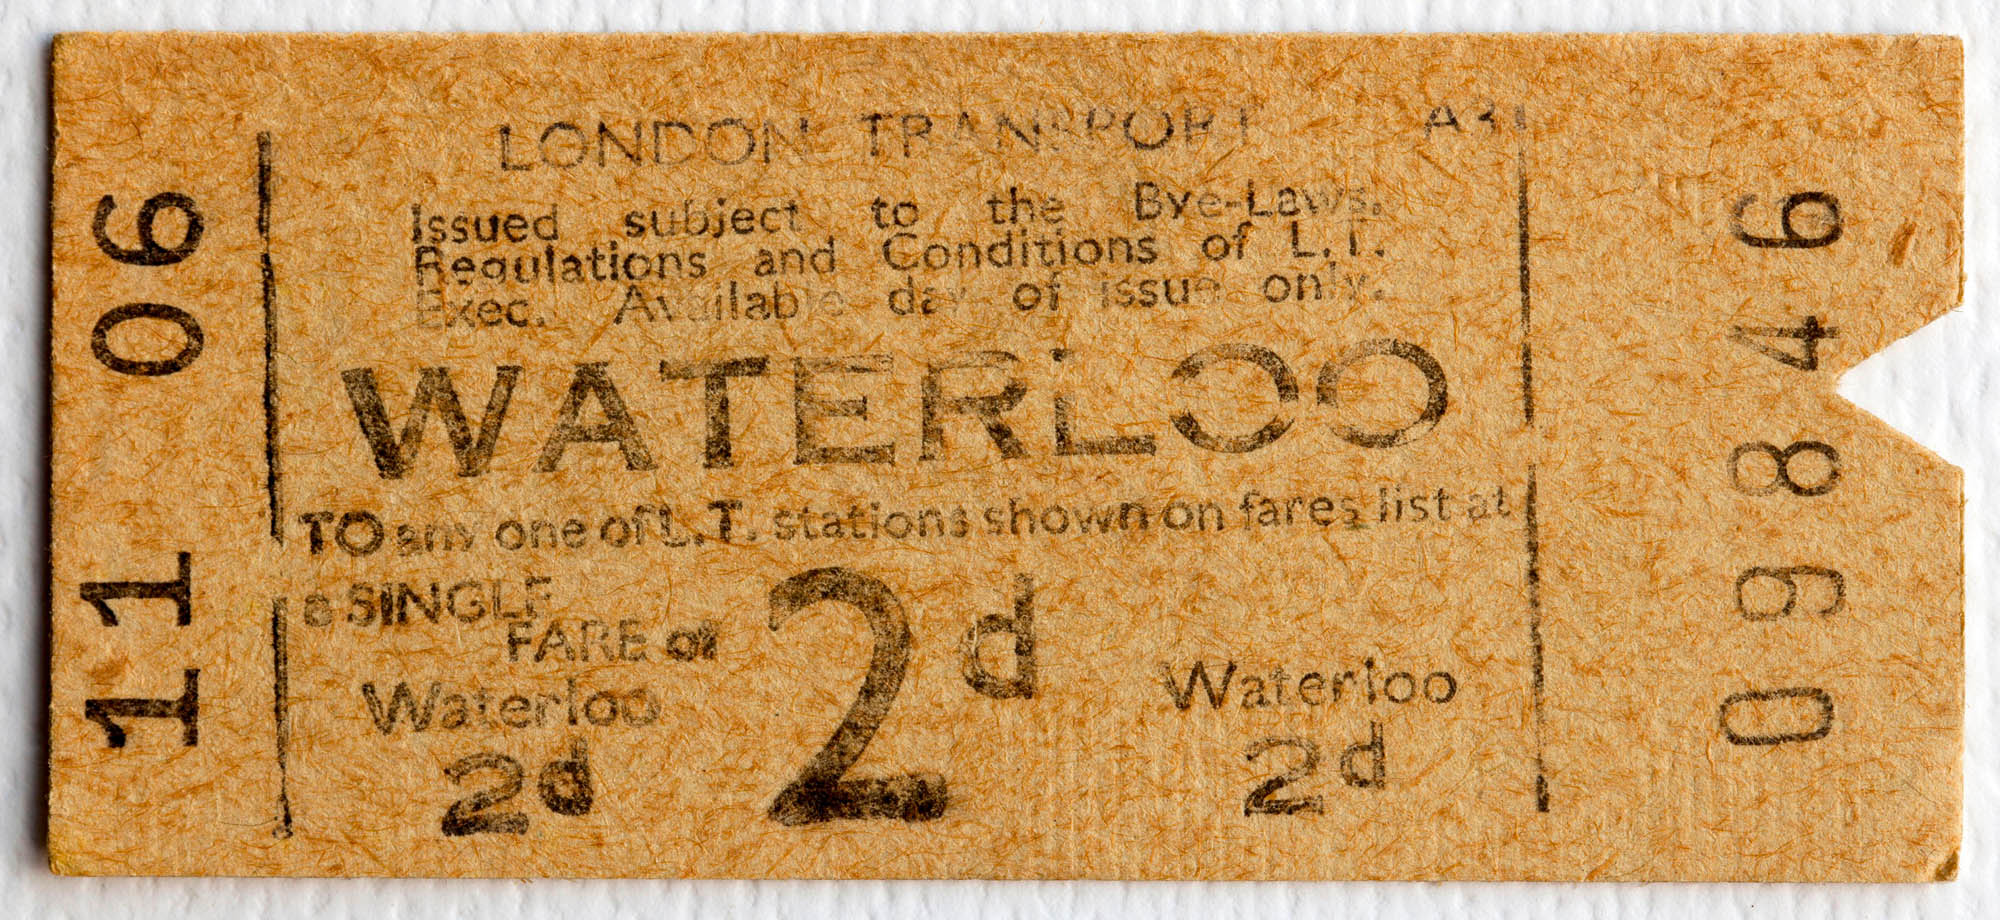 LONDON TRANSPORT A31
Issued subject to the Bye-Laws.
Regulations and Conditions of L.T.
Exec. Available day of issue only.
WATERLOO
TO any one of L.T. stations shown on fares list at
a SINGLE
FARE of
2d
Waterloo
2d
Waterloo
2d
11 06
09846